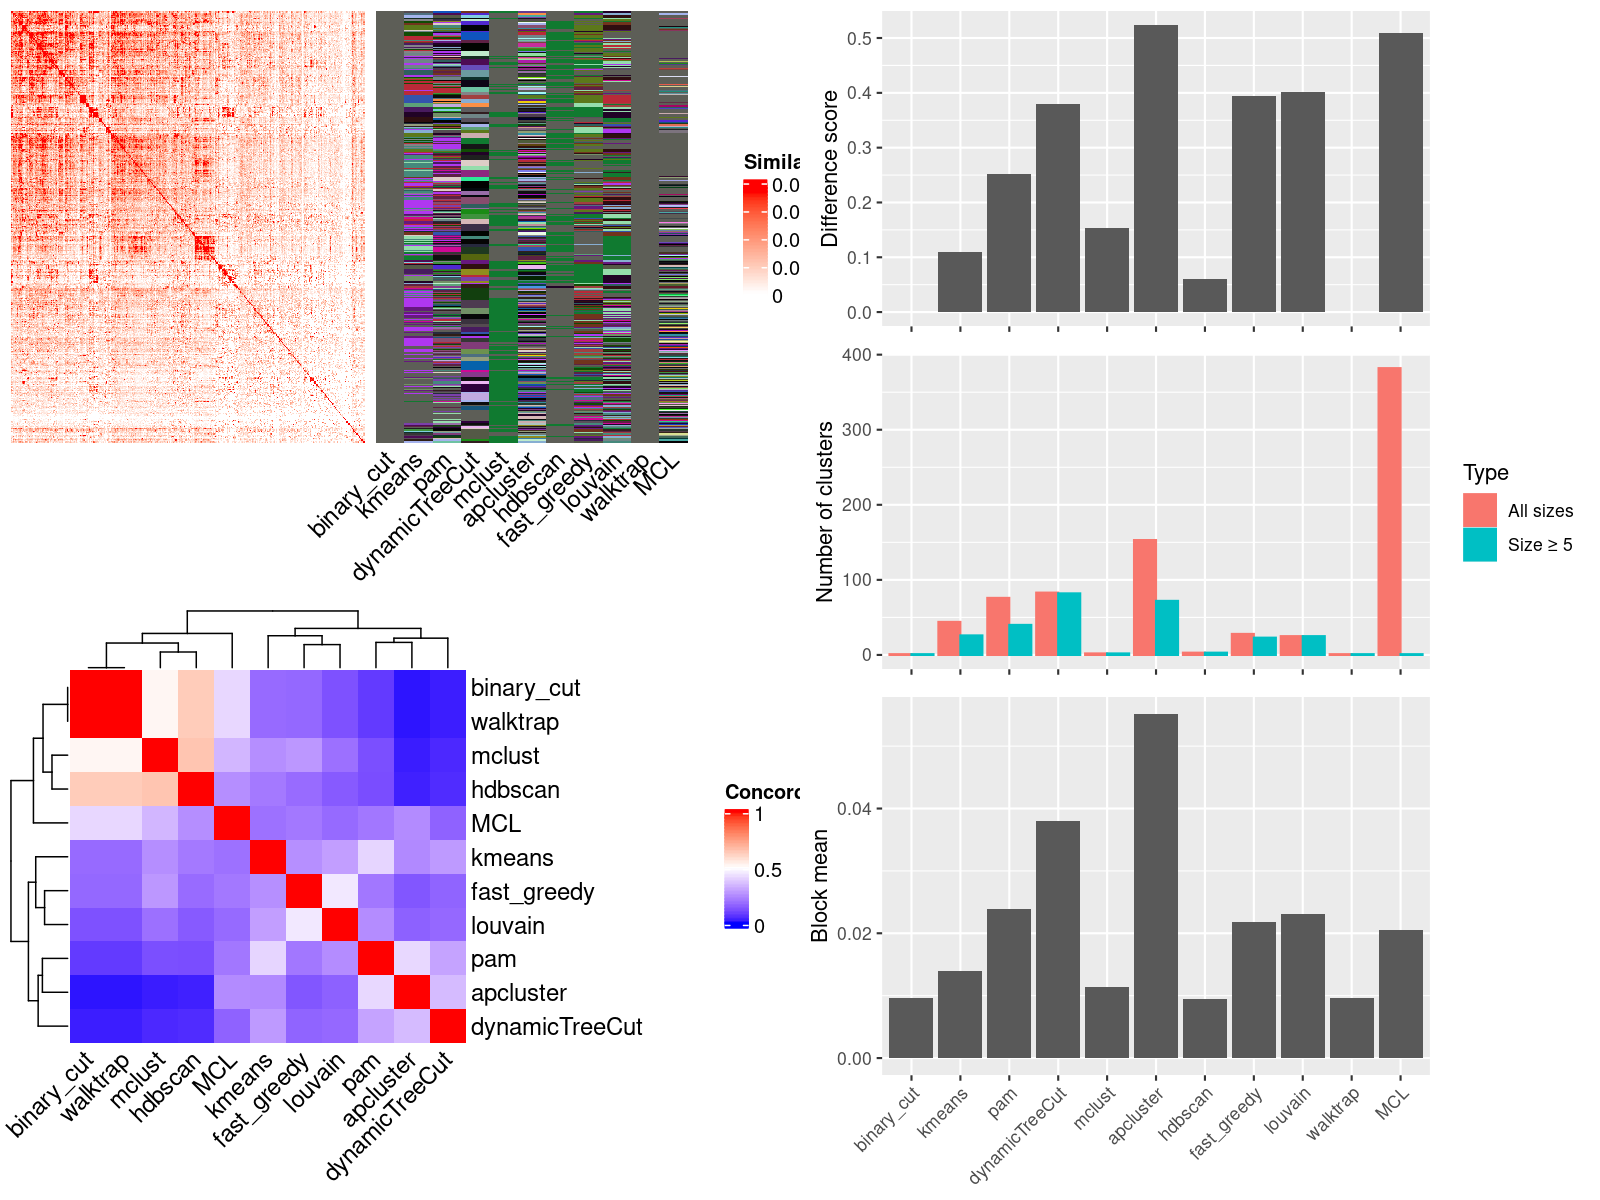 binary_cut
kmeans
pam
dynamicTreeCut
mclust
apcluster
hdbscan
fast_greedy
louvain
walktrap
MCL
Simila
0.0
0.0
0.0
0.0
0
binary_cut
walktrap
mclust
hdbscan
MCL
kmeans
fast_greedy
louvain
pam
apcluster
dynamicTreeCut
binary_cut
walktrap
mclust
hdbscan
MCL
kmeans
fast_greedy
louvain
pam
apcluster
dynamicTreeCut
Concord
1
0.5
0
Difference score
0.5
0.4
0.3
0.2
0.1
0.0
Number of clusters
400
300
200
100
0
Type
All sizes
Size ≥ 5
Block mean
0.04
0.02
0.00
binary_cut
kmeans
pam
dynamicTreeCut
mclust
apcluster
hdbscan
fast_greedy
louvain
walktrap
MCL